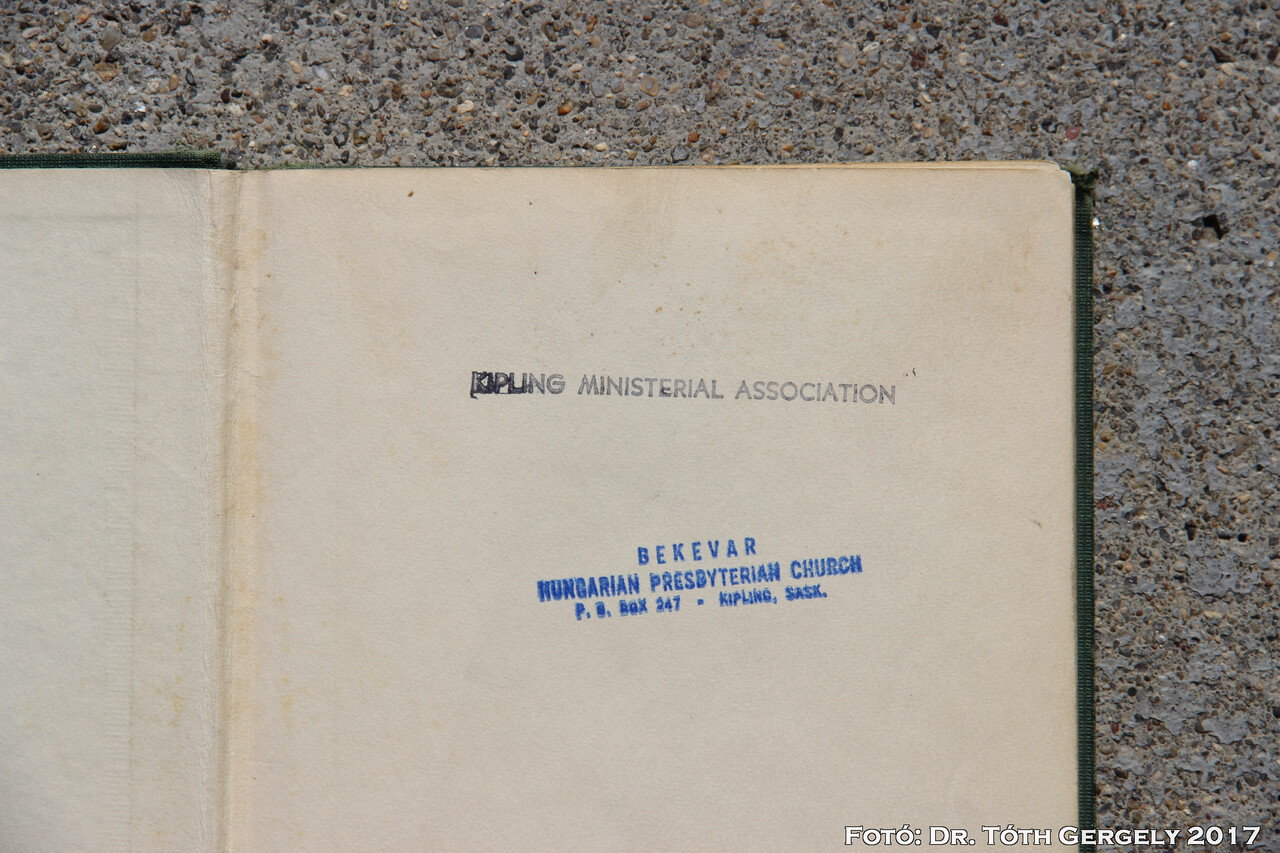 KIPLING MINISTERIAL ASSOCIATION
BEKEVAR
HUNGARIAN PRESBYTERIAN CHURCH
P. O. BOX 247 - KIPLING, SASK.
FOTÓ: DR. TÓTH GERGELY 2017